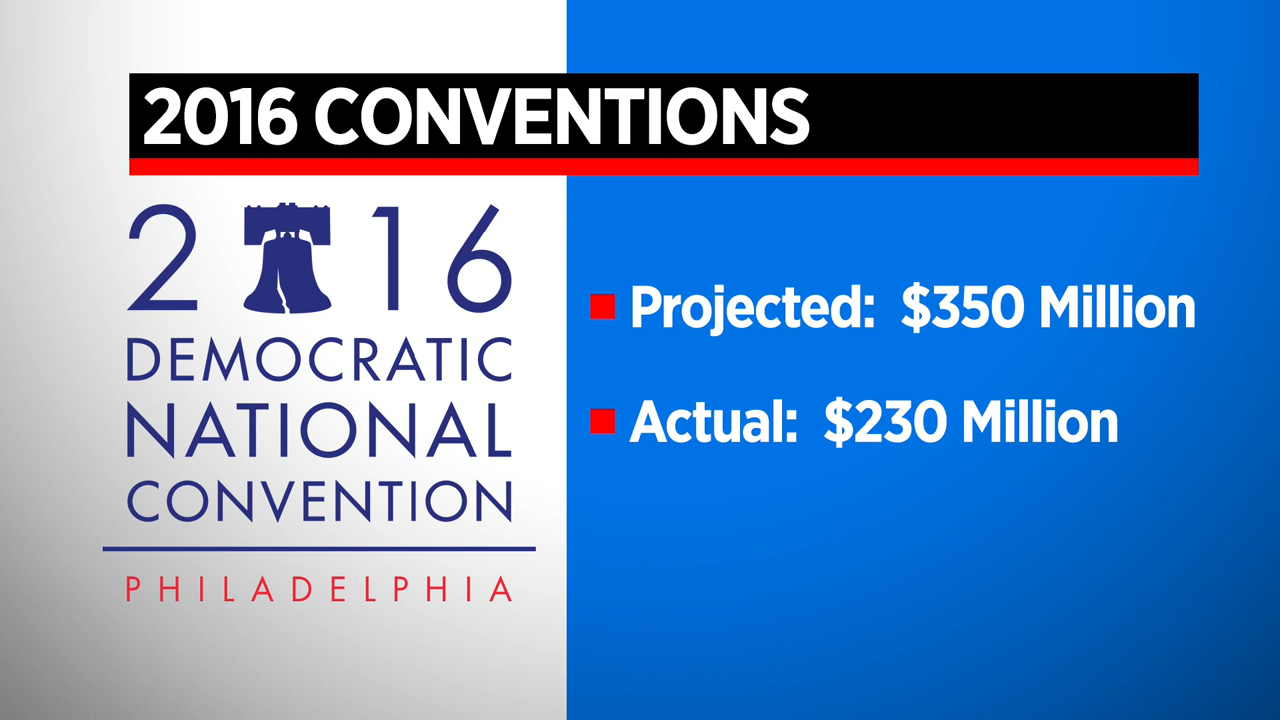 2016 CONVENTIONS
2016
DEMOCRATIC
NATIONAL
CONVENTION
PHILADELPHIA
Projected: $350 Million
Actual: $230 Million